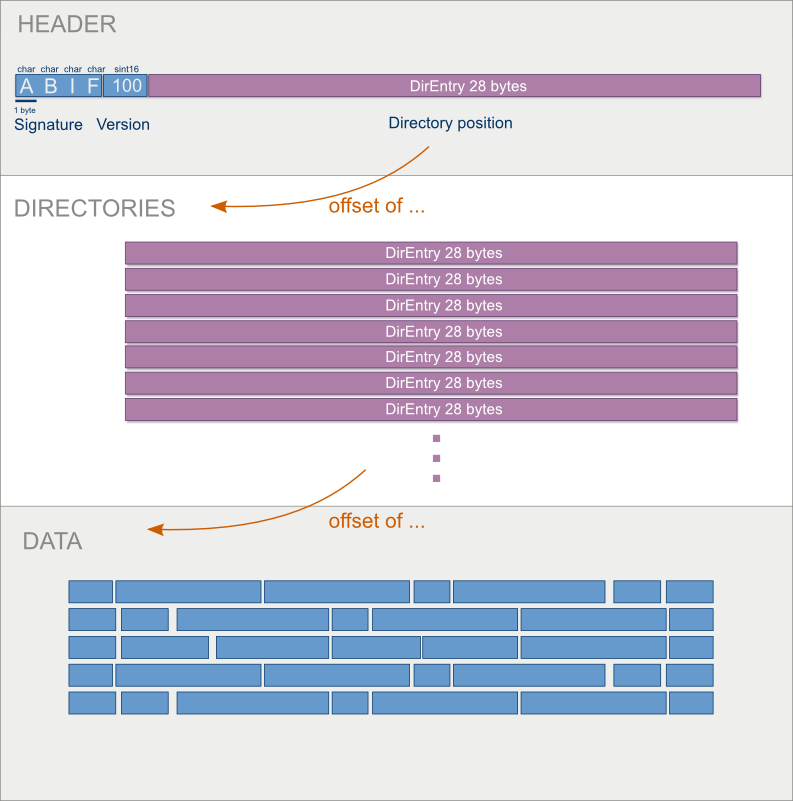 HEADER
char char char char sint16
A B I F 100 DirEntry 28 bytes
1 byte
Signature Version Directory position
offset of ...
DIRECTORIES
DirEntry 28 bytes
DirEntry 28 bytes
DirEntry 28 bytes
DirEntry 28 bytes
DirEntry 28 bytes
DirEntry 28 bytes
DirEntry 28 bytes
offset of ...
DATA